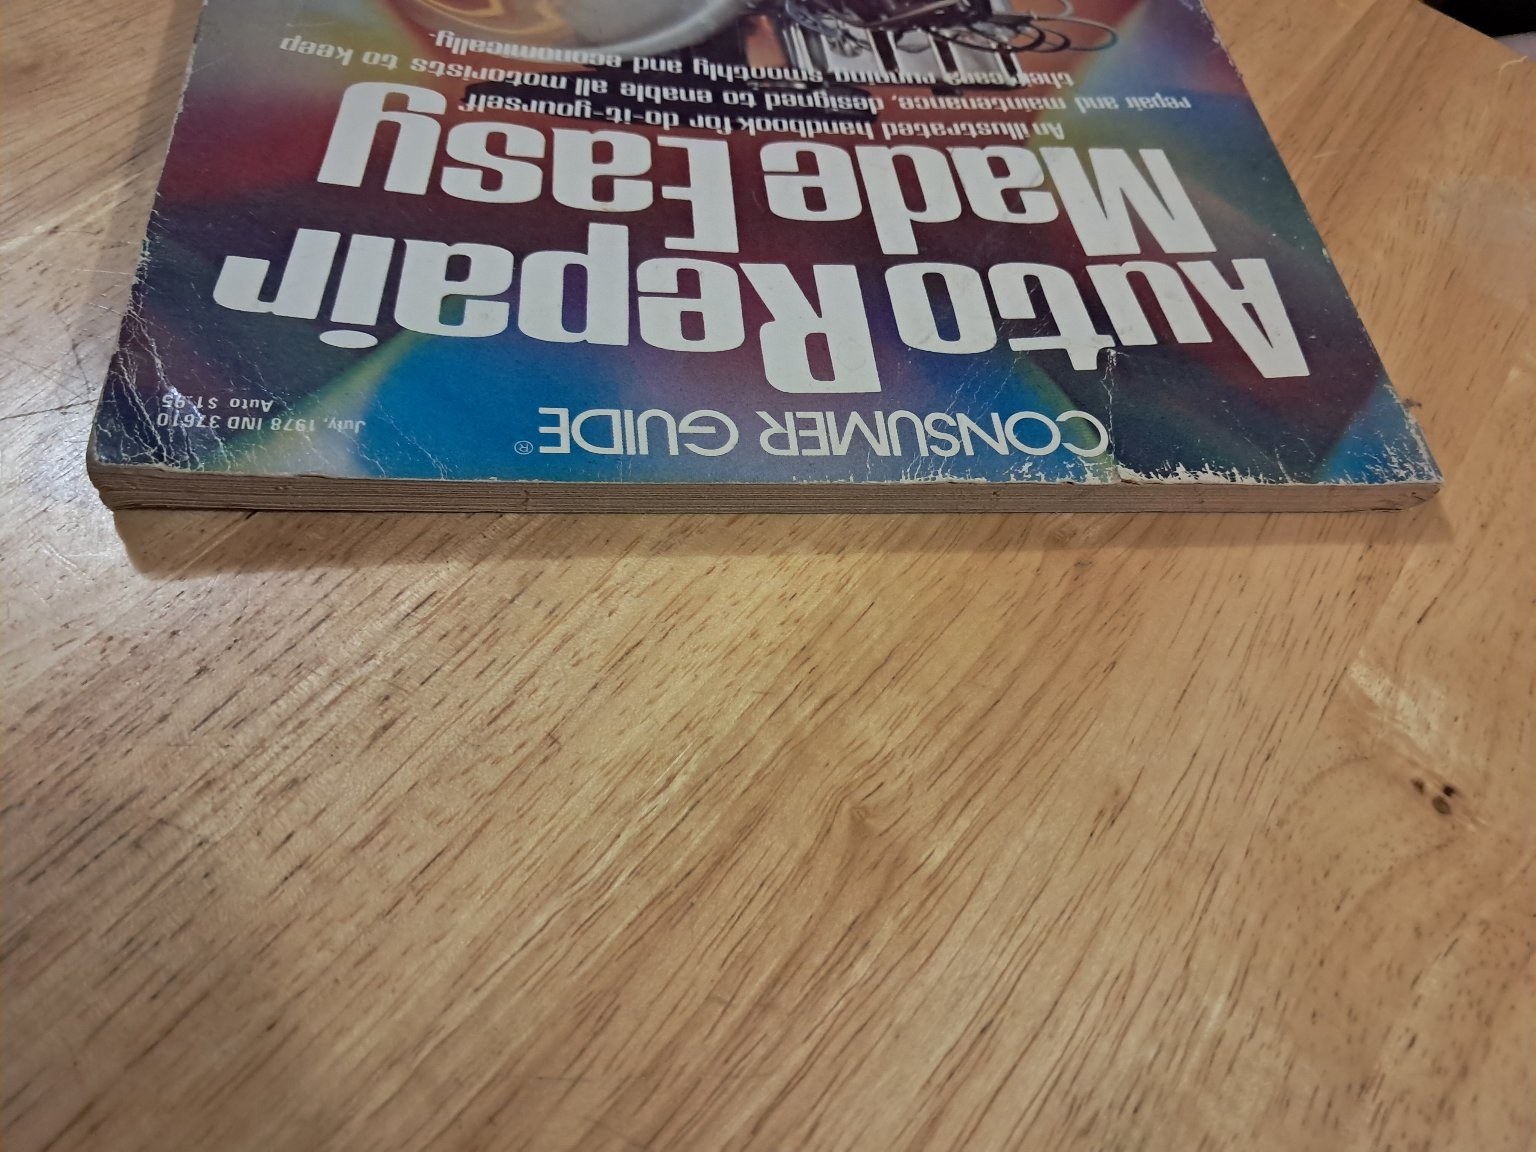 CONSUMER GUIDE®
July, 1978 IND 37610
Auto $1.95
Auto Repair
Made Easy
An illustrated handbook for do-it-yourself
repair and maintenance, designed to enable all motorists to keep
their cars running smoothly and economically.